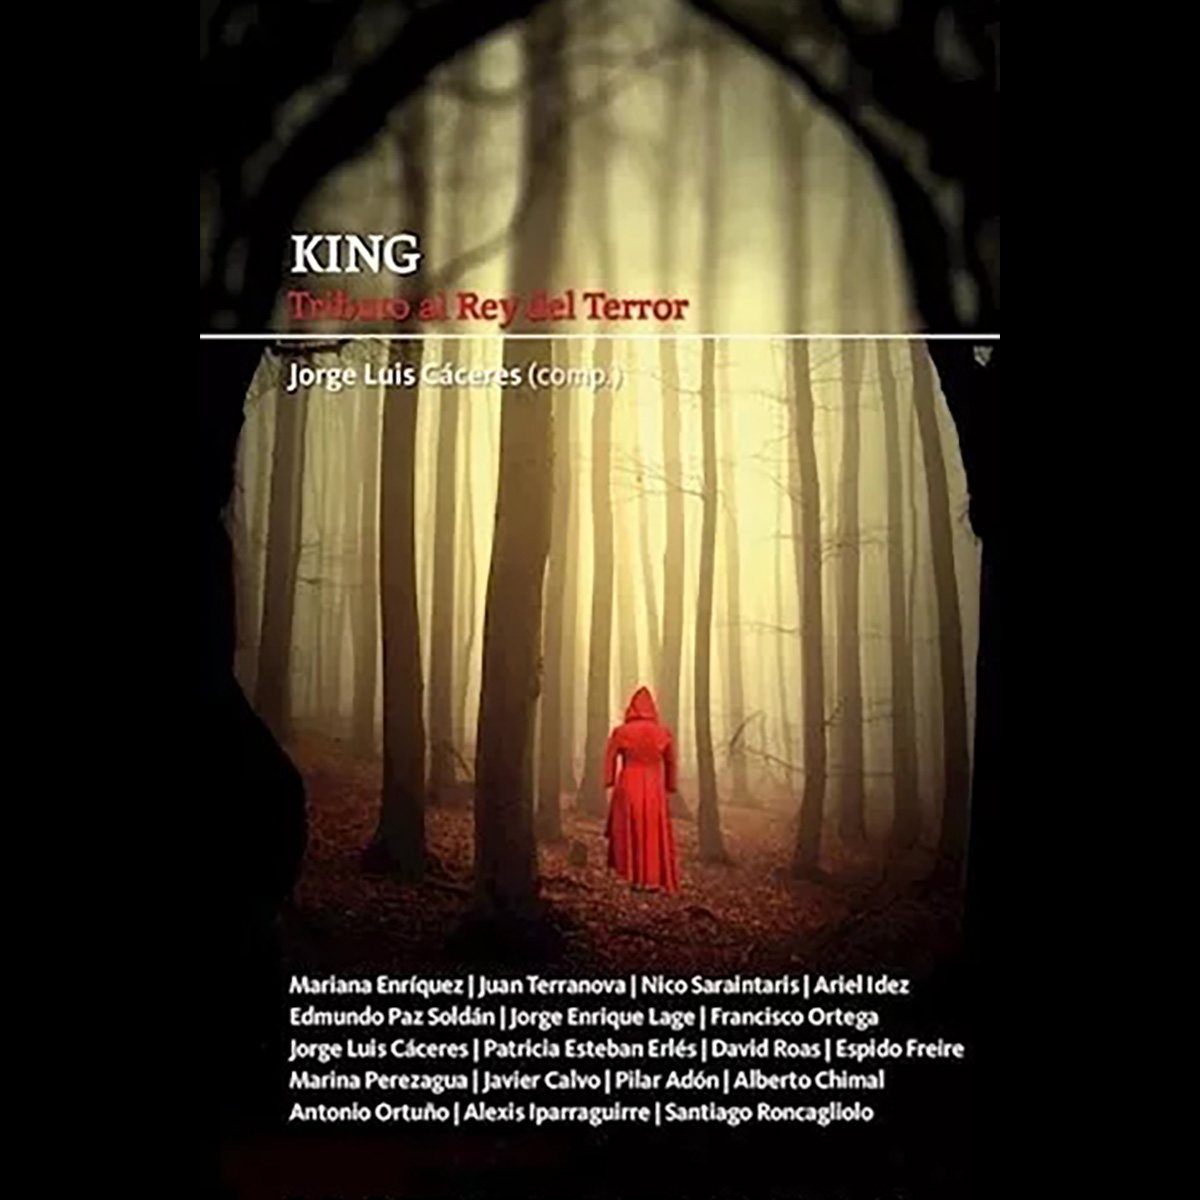 KING
Tributo al Rey del Terror
Jorge Luis Cáceres (comp.)
Mariana Enríquez | Juan Terranova | Nico Saraintaris | Ariel Idez
Edmundo Paz Soldán | Jorge Enrique Lage | Francisco Ortega
Jorge Luis Cáceres | Patricia Esteban Erlés | David Roas | Espido Freire
Marina Perezagua | Javier Calvo | Pilar Adón | Alberto Chimal
Antonio Ortuño | Alexis Iparraguirre | Santiago Roncagliolo